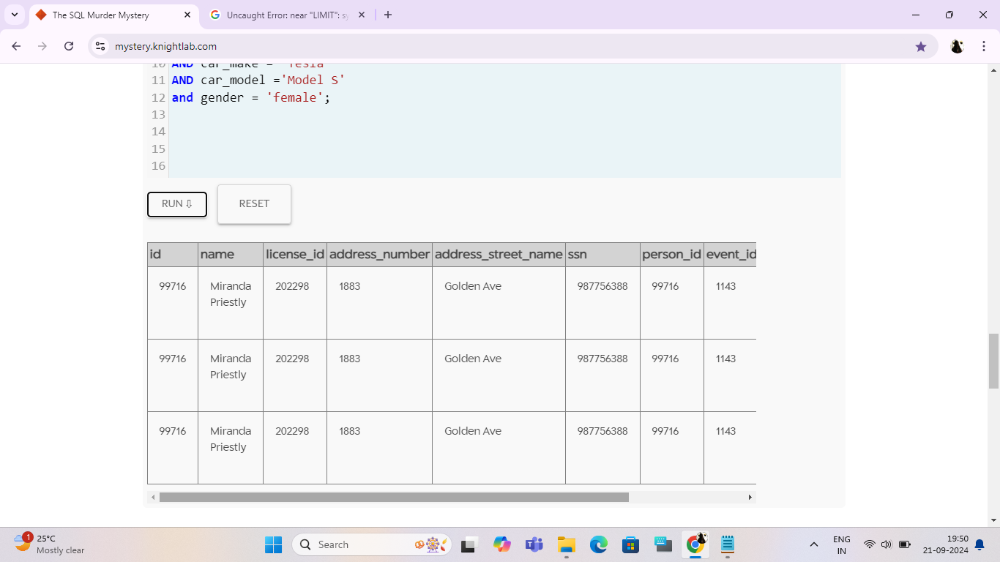 The SQL Murder Mystery
Uncaught Error: near "LIMIT": sy
mystery.knightlab.com
10 AND car_make = 'Tesla'
11 AND car_model ='Model S'
12 and gender = 'female';
13
14
15
16
RUN ⇩
RESET
id name license_id address_number address_street_name ssn person_id event_id
99716 Miranda Priestly 202298 1883 Golden Ave 987756388 99716 1143
99716 Miranda Priestly 202298 1883 Golden Ave 987756388 99716 1143
99716 Miranda Priestly 202298 1883 Golden Ave 987756388 99716 1143
1
25°C
Mostly clear
Search
ENG
IN
19:50
21-09-2024